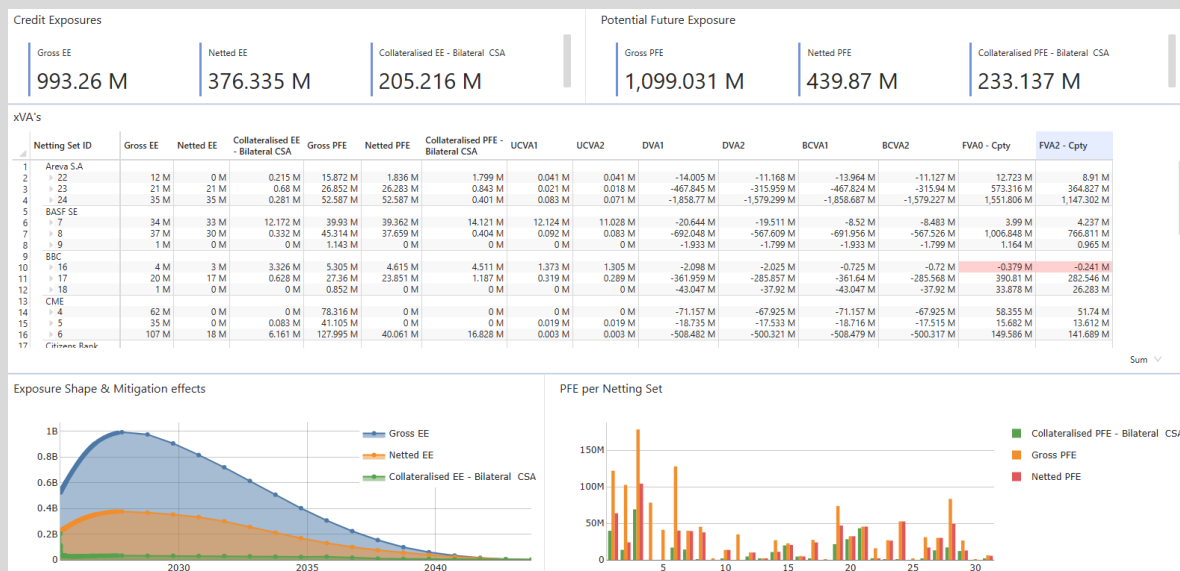 Credit Exposures
Potential Future Exposure
Gross EE
Netted EE
Collateralised EE - Bilateral CSA
Gross PFE
Netted PFE
Collateralised PFE - Bilateral CSA
993.26 M
376.335 M
205.216 M
1,099.031 M
439.87 M
233.137 M
xVA's
Netting Set ID Gross EE Netted EE Collateralised EE - Bilateral CSA Gross PFE Netted PFE Collateralised PFE - Bilateral CSA UCVA1 UCVA2 DVA1 DVA2 BCVA1 BCVA2 FVA0 - Cpty FVA2 - Cpty
1 Areva S.A
2 22 12 M 0 M 0.215 M 15.872 M 1.836 M 1.799 M 0.041 M 0.041 M -14.005 M -11.168 M -13.964 M -11.127 M 12.723 M 8.91 M
3 23 21 M 21 M 0.68 M 26.852 M 26.283 M 0.843 M 0.021 M 0.018 M -467.845 M -315.959 M -467.824 M -315.94 M 573.316 M 364.827 M
4 24 35 M 35 M 0.281 M 52.587 M 52.587 M 0.401 M 0.083 M 0.071 M -1,858.77 M -1,579.299 M -1,858.687 M -1,579.227 M 1,551.806 M 1,147.302 M
5 BASF SE
6 7 34 M 33 M 12.172 M 39.93 M 39.362 M 14.121 M 12.124 M 11.028 M -20.644 M -19.511 M -8.52 M -8.483 M 3.99 M 4.237 M
7 8 37 M 30 M 0.332 M 45.314 M 37.659 M 0.404 M 0.092 M 0.083 M -692.048 M -567.609 M -691.956 M -567.526 M 1,006.848 M 766.811 M
8 9 1 M 0 M 0 M 1.143 M 0 M 0 M 0 M 0 M -1.933 M -1.799 M -1.933 M -1.799 M 1.164 M 0.965 M
9 BBC
10 16 4 M 3 M 3.326 M 5.305 M 4.615 M 4.511 M 1.373 M 1.305 M -2.098 M -2.025 M -0.725 M -0.72 M -0.379 M -0.241 M
11 17 20 M 17 M 0.628 M 27.36 M 23.851 M 1.187 M 0.319 M 0.289 M -361.959 M -285.857 M -361.64 M -285.568 M 390.81 M 282.546 M
12 18 1 M 0 M 0 M 0.852 M 0 M 0 M 0 M 0 M -43.047 M -37.92 M -43.047 M -37.92 M 33.878 M 26.283 M
13 CME
14 4 62 M 0 M 0 M 78.316 M 0 M 0 M 0 M 0 M -71.157 M -67.925 M -71.157 M -67.925 M 58.355 M 51.74 M
15 5 35 M 0 M 0.083 M 41.105 M 0 M 0 M 0.019 M 0.019 M -18.735 M -17.533 M -18.716 M -17.515 M 15.682 M 13.612 M
16 6 107 M 18 M 6.161 M 127.995 M 40.061 M 16.828 M 0.003 M 0.003 M -508.482 M -500.321 M -508.479 M -500.317 M 149.586 M 141.689 M
17 Citizens Bank
Sum
Exposure Shape & Mitigation effects
1B
0.8B
0.6B
0.4B
0.2B
0
2030 2035 2040
Gross EE
Netted EE
Collateralised EE - Bilateral CSA
PFE per Netting Set
150M
100M
50M
0
5 10 15 20 25 30
Collateralised PFE - Bilateral CSA
Gross PFE
Netted PFE